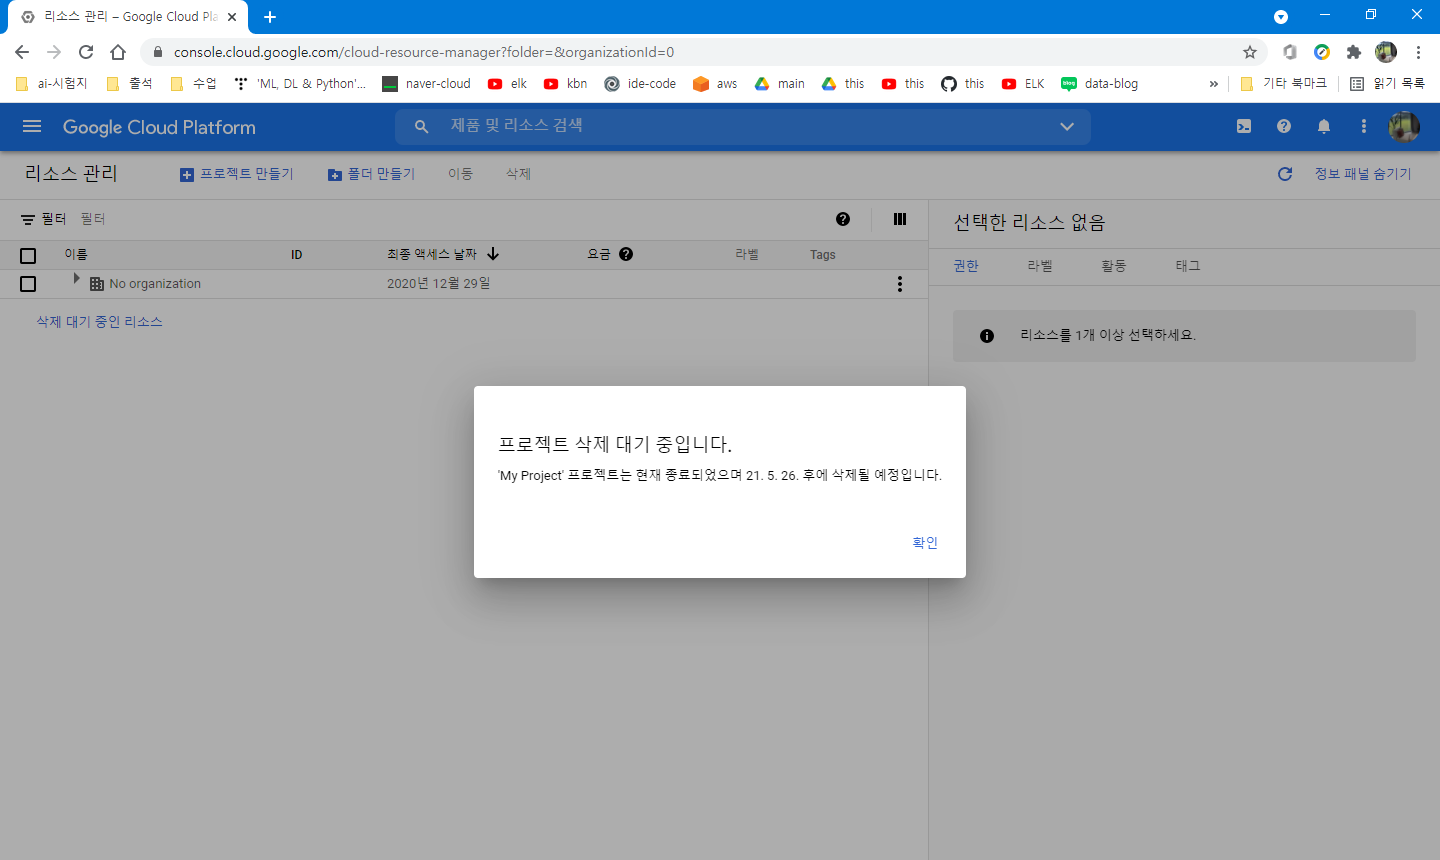 리소스 관리 – Google Cloud Pla
console.cloud.google.com/cloud-resource-manager?folder=&organizationId=0
ai-시험지 출석 수업 'ML, DL & Python'... naver-cloud elk kbn ide-code aws main this this this ELK data-blog » 기타 북마크 읽기 목록
Google Cloud Platform 제품 및 리소스 검색
리소스 관리 프로젝트 만들기 폴더 만들기 이동 삭제 정보 패널 숨기기
필터 필터
선택한 리소스 없음
이름 ID 최종 액세스 날짜 요금 라벨 Tags
권한 라벨 활동 태그
No organization 2020년 12월 29일
삭제 대기 중인 리소스
리소스를 1개 이상 선택하세요.
프로젝트 삭제 대기 중입니다.
'My Project' 프로젝트는 현재 종료되었으며 21. 5. 26. 후에 삭제될 예정입니다.
확인